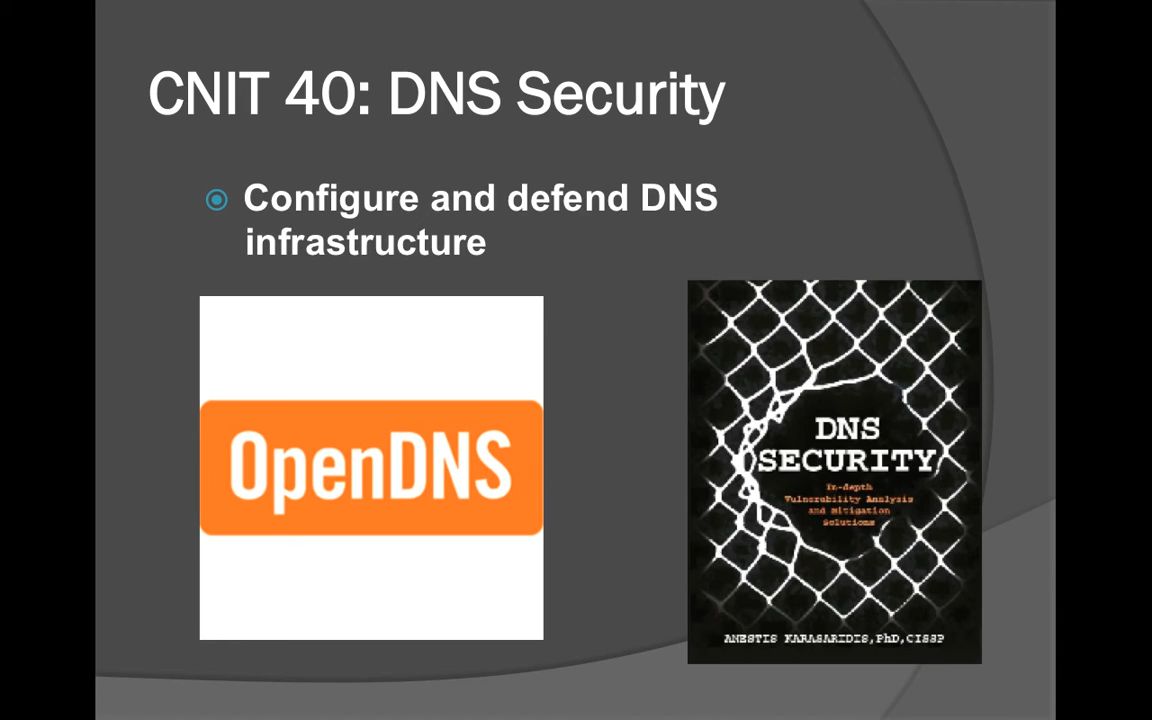 CNIT 40: DNS Security
Configure and defend DNS
infrastructure
OpenDNS
DNS
SECURITY
In-depth
Vulnerability Analysis
and Mitigation
Solutions
ANESTIS KARASARIDIS,PhD,CISSP